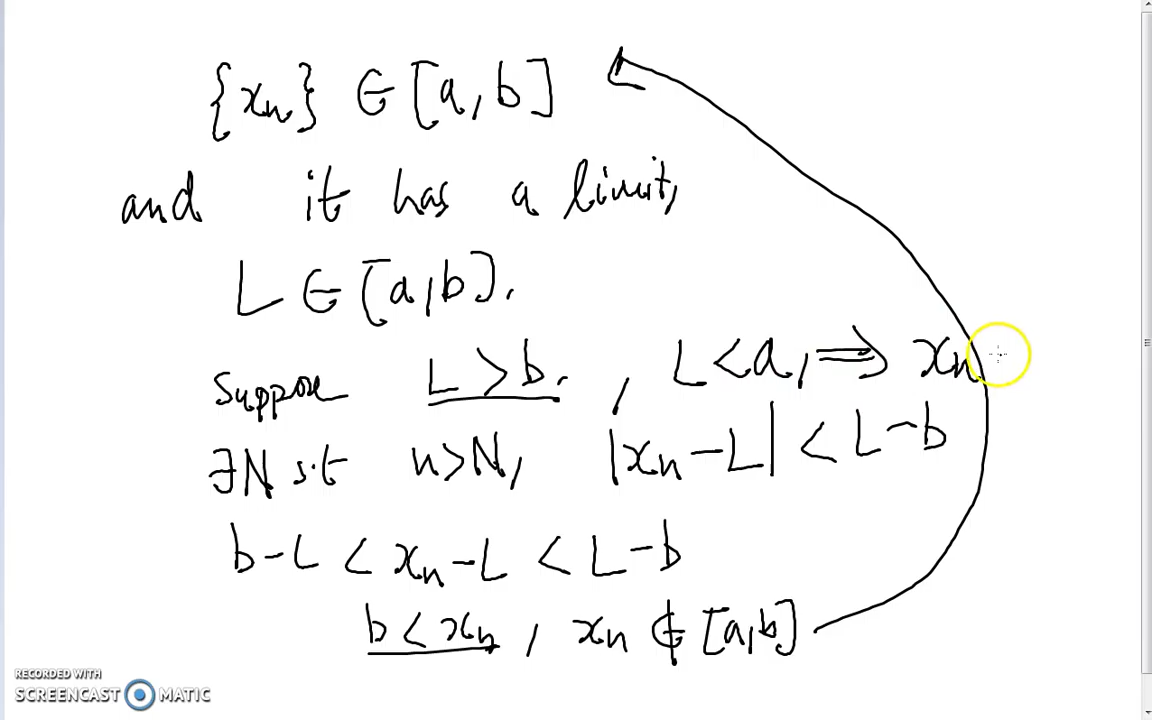 {xₙ} ∈ [a, b]
and it has a limit,
L ∈ [a, b].
suppose L > b. , L < a, ⇒ xₙ
∃N s.t n > N, |xₙ - L| < L - b
b - L < xₙ - L < L - b
b < xₙ , xₙ ∉ [a, b]
RECORDED WITH
SCREENCAST MATIC